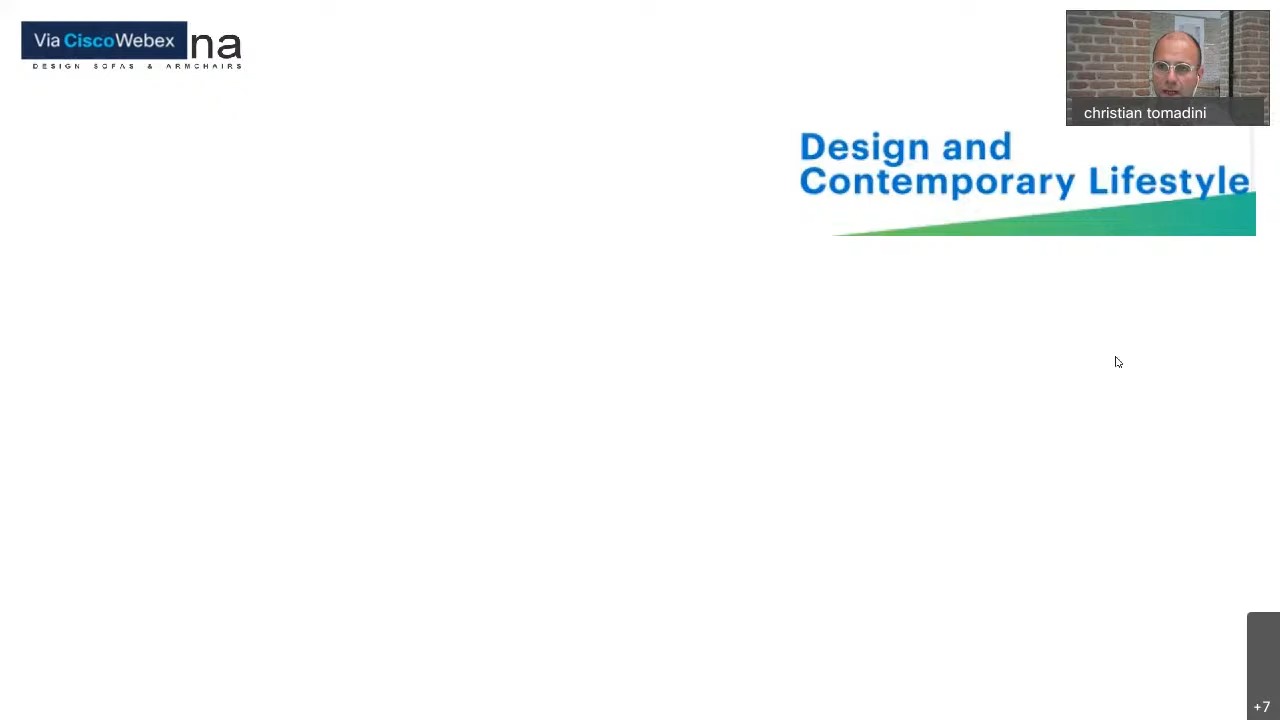 Via CiscoWebex
na
DESIGN SOFAS & ARMCHAIRS
christian tomadini
Design and
Contemporary Lifestyle
+7